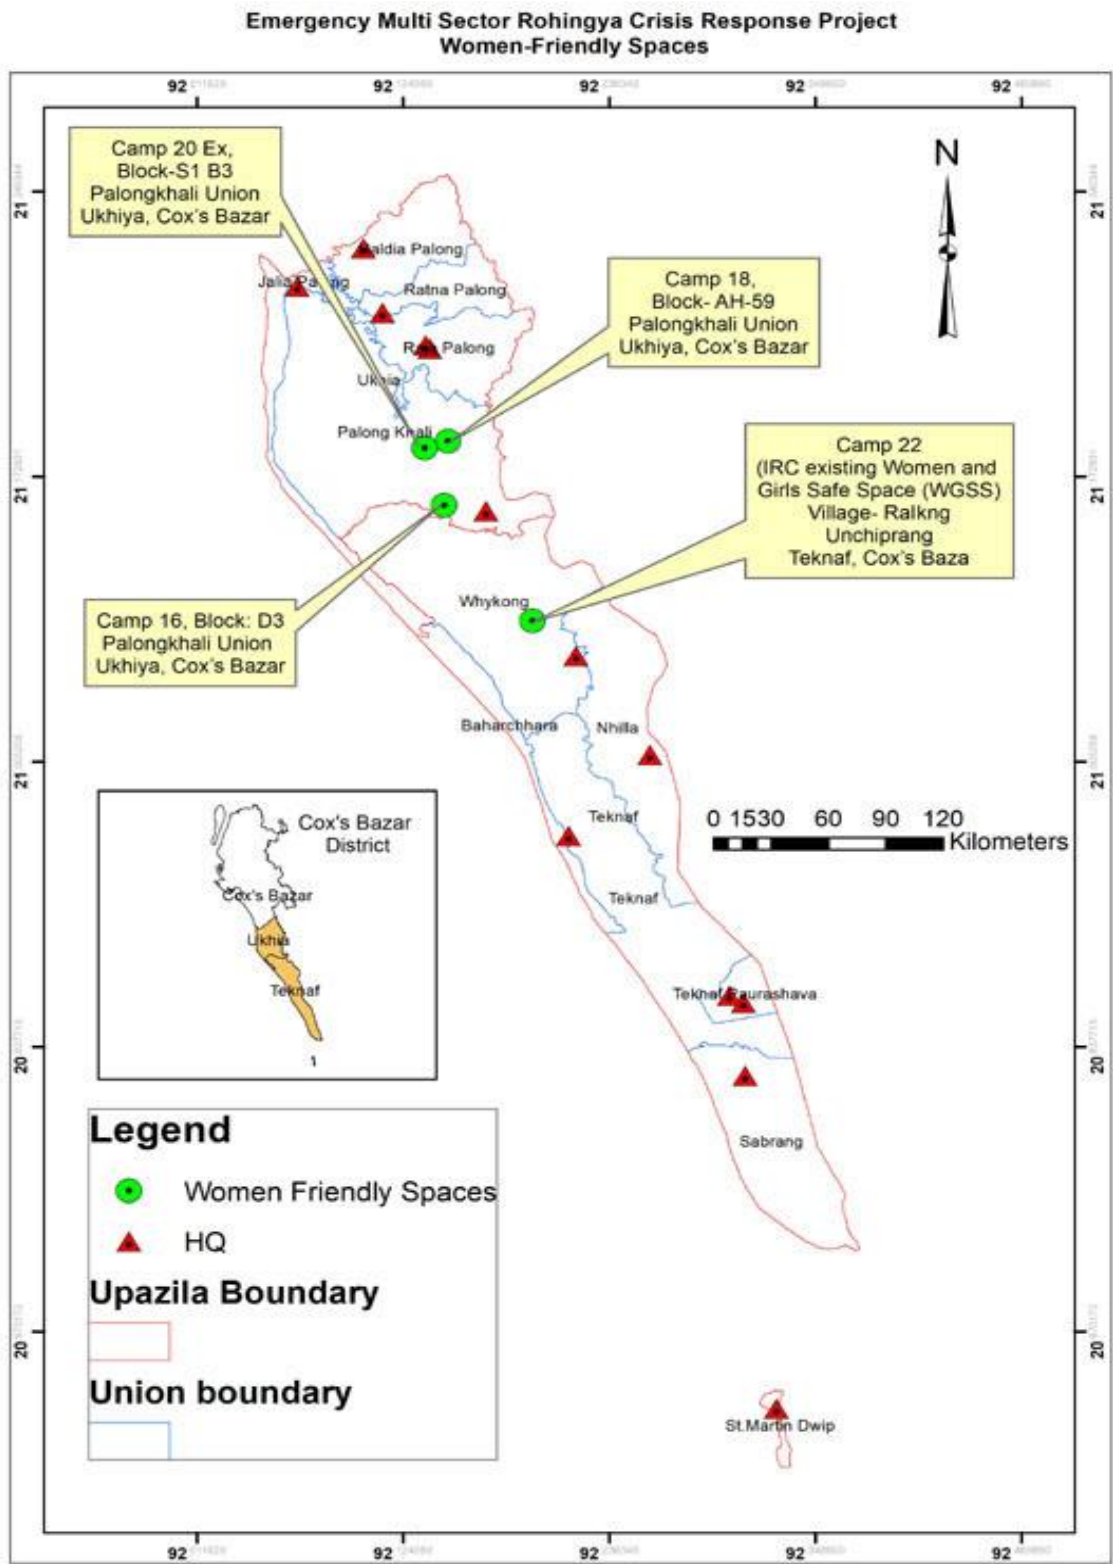 Emergency Multi Sector Rohingya Crisis Response Project
Women-Friendly Spaces
92
92
92
92
92
Camp 20 Ex,
Block-S1 B3
Palongkhali Union
Ukhiya, Cox's Bazar
N
21
21
Camp 18,
Block- AH-59
Palongkhali Union
Ukhiya, Cox's Bazar
Palong
Jalia
Ratna Palong
Palong
Palong
Camp 22
(IRC existing Women and
Girls Safe Space (WGSS)
Village- Ralkng
Unchiprang
Teknaf, Cox's Baza
21
21
Camp 16, Block: D3
Palongkhali Union
Ukhiya, Cox's Bazar
Whykong
Baharchhara
Nhilla
21
21
Cox's Bazar
District
Cox's Bazar
Ukhia
Teknaf
0 15 30 60 90 120
Kilometers
Teknaf
Teknaf
Teknaf Paurashava
20
20
Sabrang
Legend
Women Friendly Spaces
HQ
Upazila Boundary
Union boundary
20
20
St.Martin Dwip
92
92
92
92
92